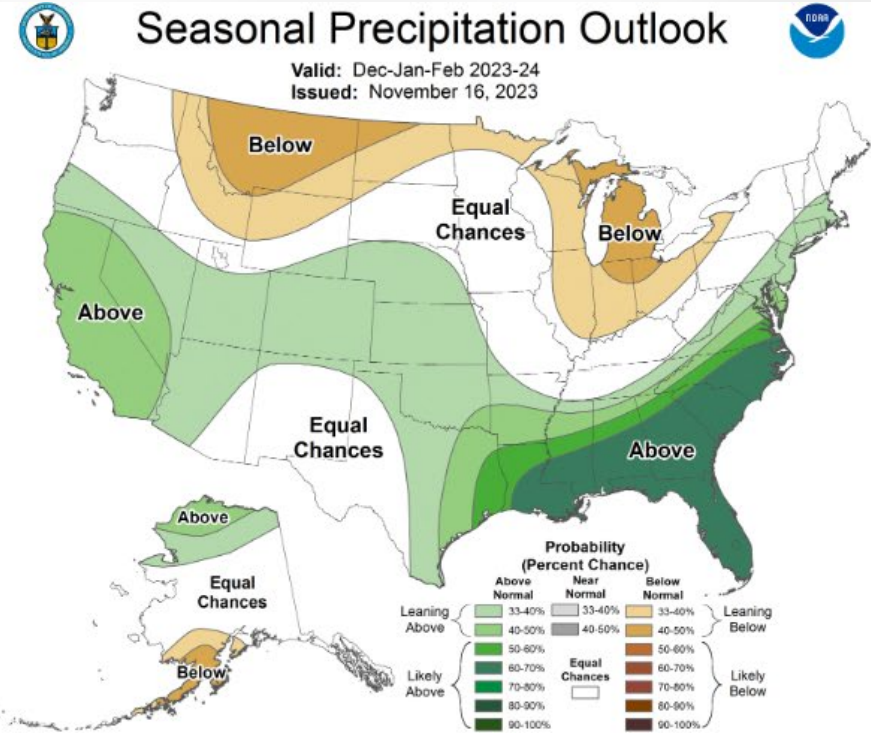 Seasonal Precipitation Outlook
NOAA
Valid: Dec-Jan-Feb 2023-24
Issued: November 16, 2023
Below
Equal
Chances
Below
Above
Equal
Chances
Above
Above
Equal
Chances
Below
Probability
(Percent Chance)
Above
Normal
Near
Normal
Below
Normal
Leaning
Above
33-40%
40-50%
33-40%
40-50%
33-40%
40-50%
Leaning
Below
Likely
Above
50-60%
60-70%
70-80%
80-90%
90-100%
Equal
Chances
50-60%
60-70%
70-80%
80-90%
90-100%
Likely
Below